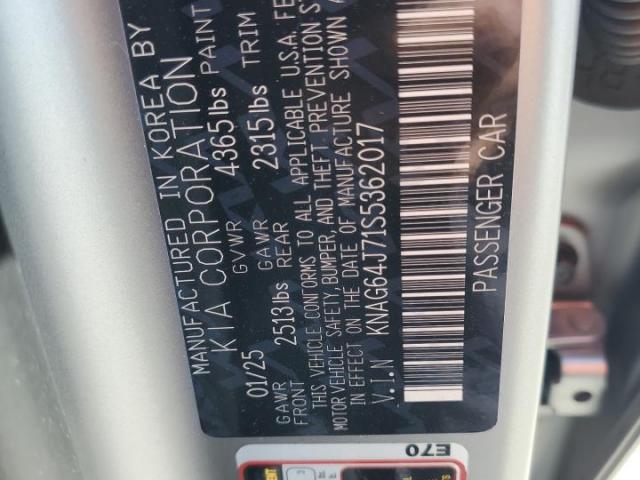 MANUFACTURED IN KOREA BY
KIA CORPORATION
01/25 GVWR 4365lbs PAINT
GAWR FRONT 2513lbs GAWR REAR 2315lbs TRIM
THIS VEHICLE CONFORMS TO ALL APPLICABLE U.S.A. FE
MOTOR VEHICLE SAFETY, BUMPER, AND THEFT PREVENTION S
IN EFFECT ON THE DATE OF MANUFACTURE SHOWN
V.I.N KNAG64J71S5362017
PASSENGER CAR
E70